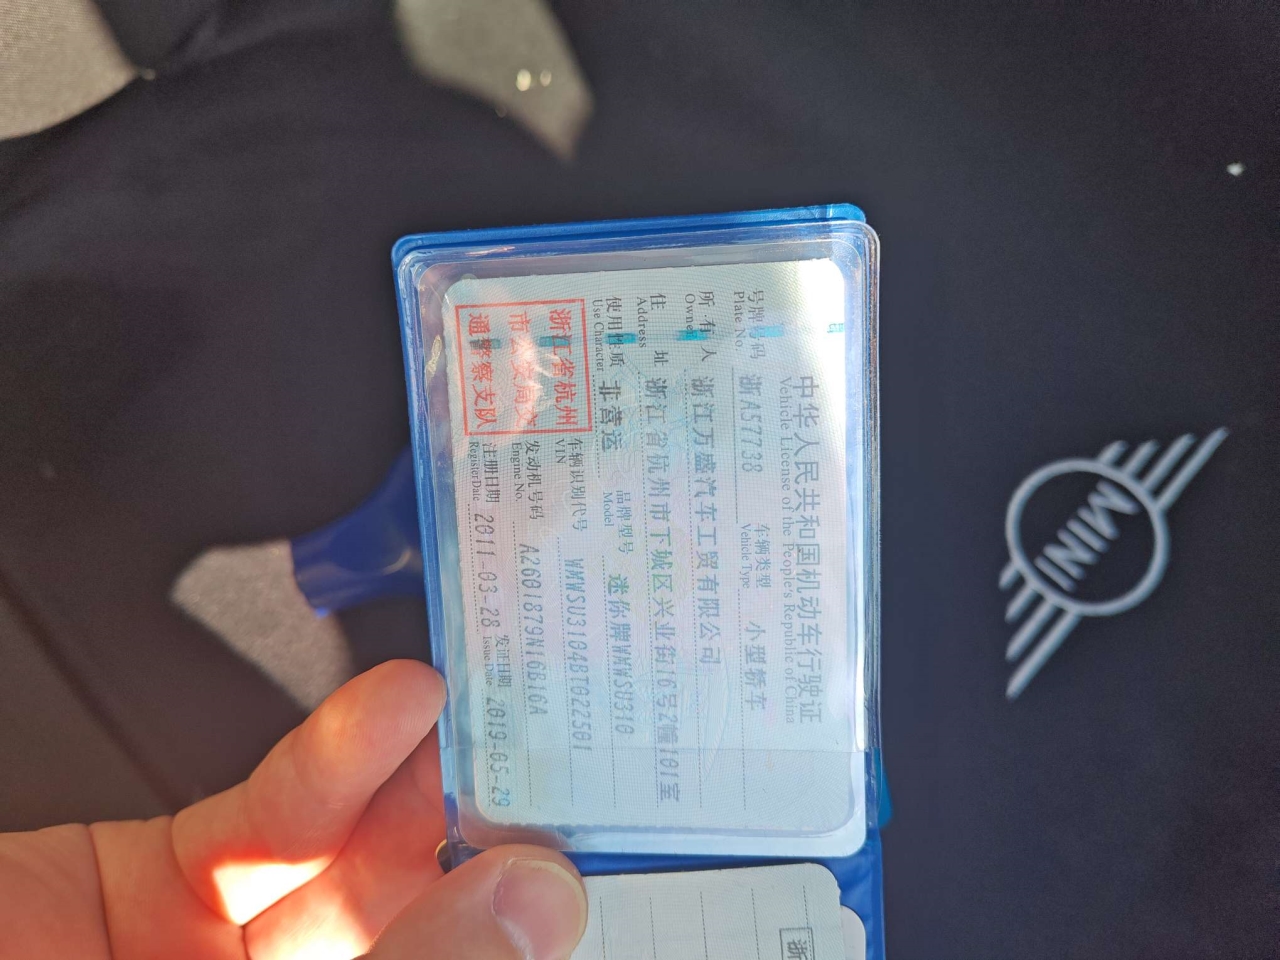 中华人民共和国机动车行驶证
Vehicle License of the People's Republic of China
号牌号码 浙A57738 车辆类型 小型轿车
Plate No. Vehicle Type
所有人 浙江万盛汽车工贸有限公司
Owner
住址 浙江省杭州市下城区兴业街16号2幢101室
Address
使用性质 非营运 品牌型号 迷你牌WMWSU310
Use Character Model
浙江省杭州
市公安局交
通警察支队
车辆识别代号 WMWSU3104BT022501
VIN
发动机号码 A2601879N16B16A
Engine No.
注册日期 2011-03-28 发证日期 2019-05-29
Register Date Issue Date
浙
MINI